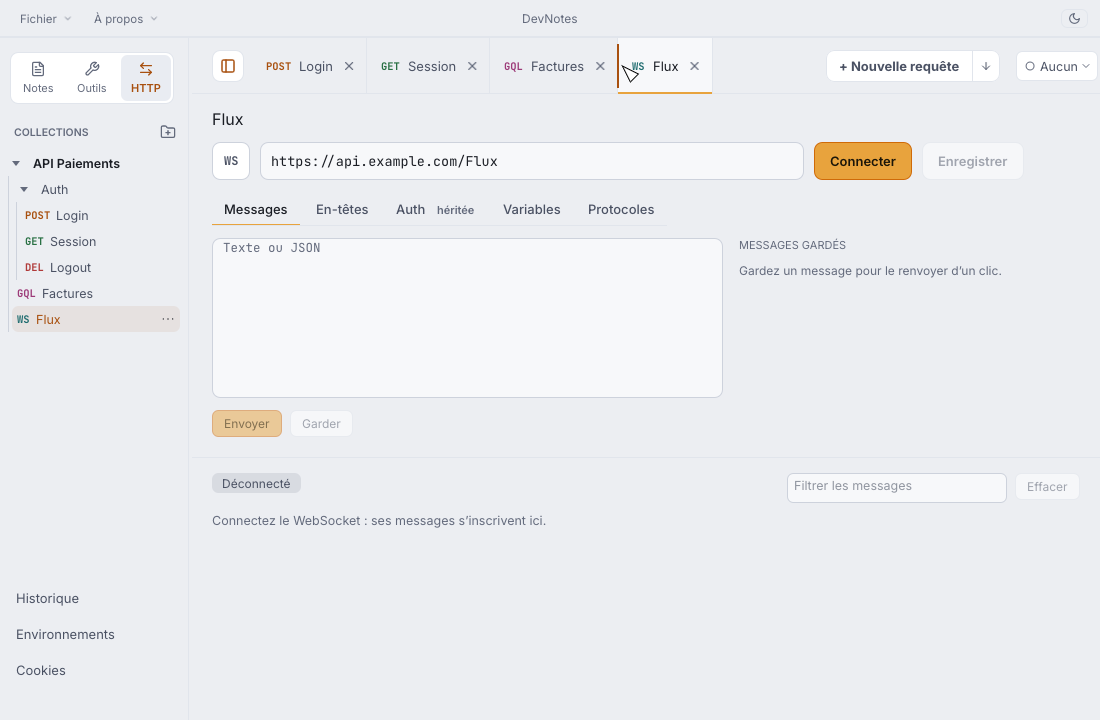 Fichier À propos DevNotes
POST Login GET Session GQL Factures WS Flux + Nouvelle requête Aucun
Notes Outils HTTP
COLLECTIONS
API Paiements
Auth
POST Login
GET Session
DEL Logout
GQL Factures
WS Flux ...
Historique
Environnements
Cookies
Flux
WS https://api.example.com/Flux Connecter Enregistrer
Messages En-têtes Auth héritée Variables Protocoles
Texte ou JSON
MESSAGES GARDÉS
Gardez un message pour le renvoyer d’un clic.
Envoyer Garder
Déconnecté Filtrer les messages Effacer
Connectez le WebSocket : ses messages s’inscrivent ici.